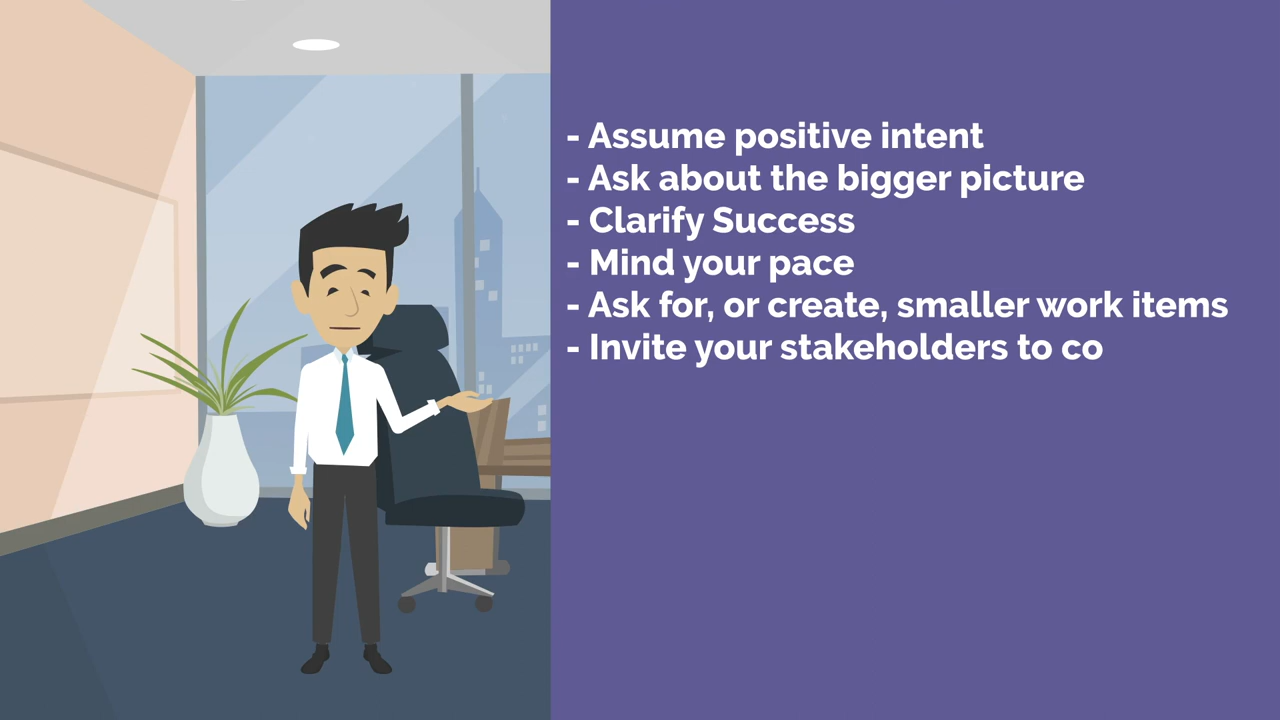 - Assume positive intent
- Ask about the bigger picture
- Clarify Success
- Mind your pace
- Ask for, or create, smaller work items
- Invite your stakeholders to co